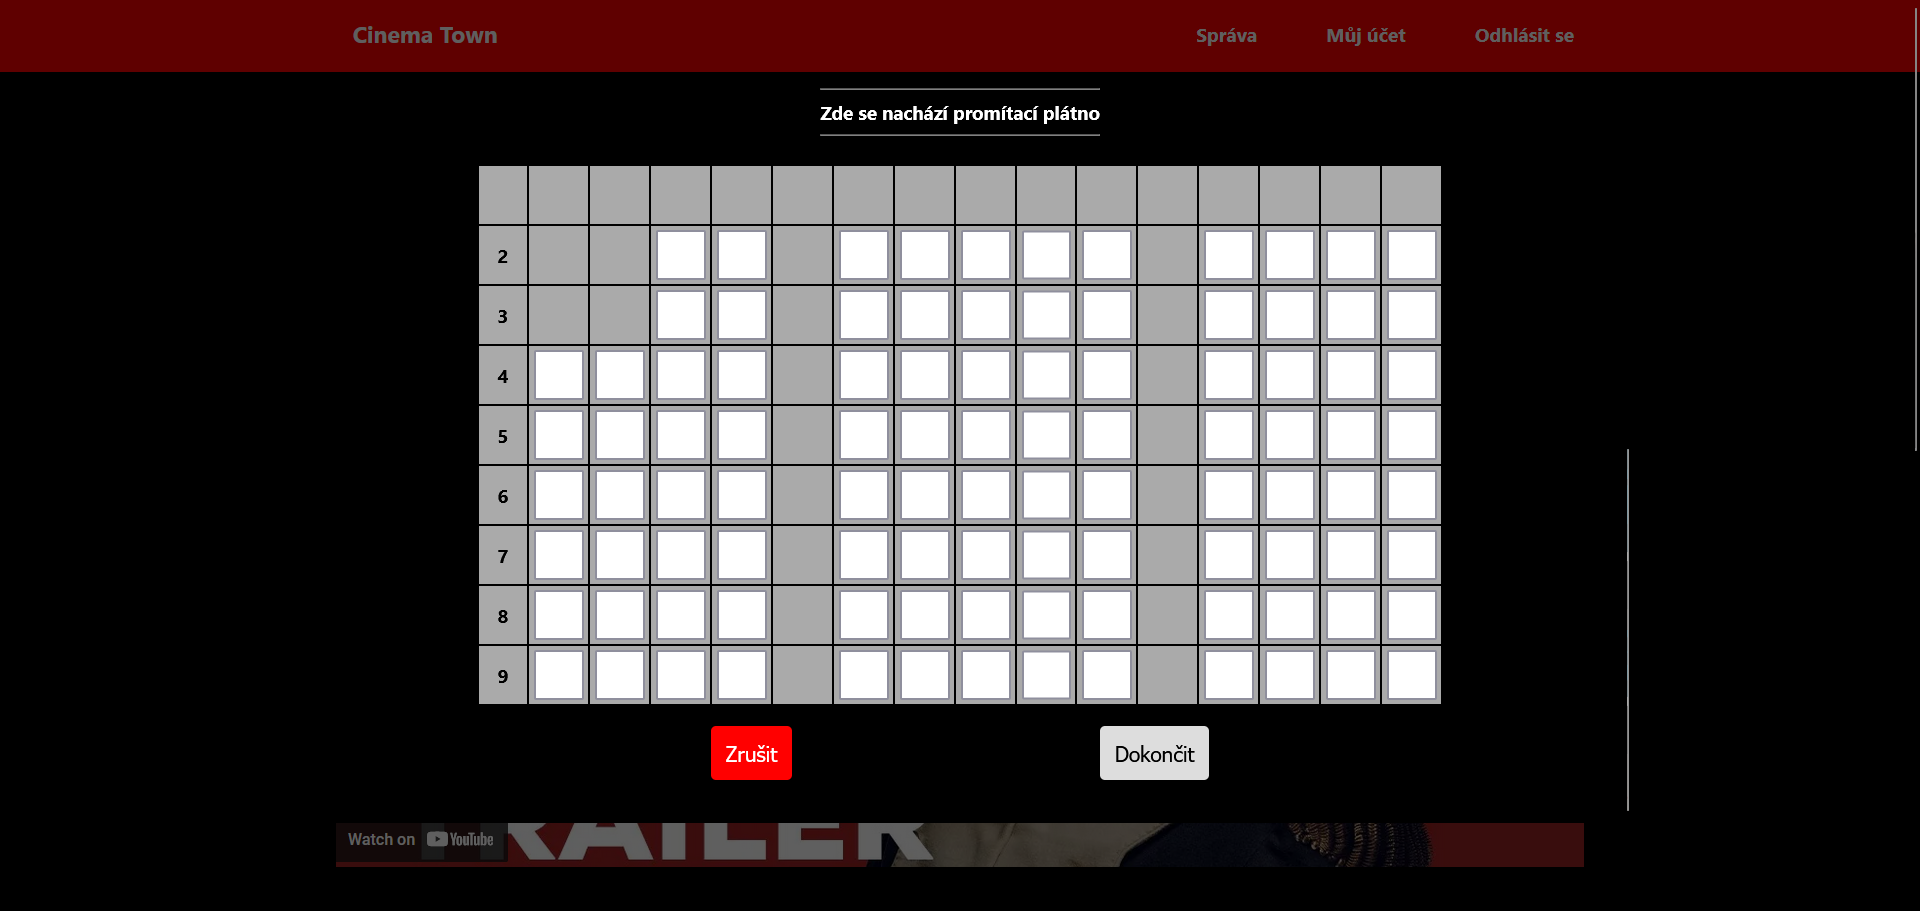 Cinema Town
Správa
Můj účet
Odhlásit se
Zde se nachází promítací plátno
2
3
4
5
6
7
8
9
Zrušit
Dokončit
TRAILER
Watch on YouTube